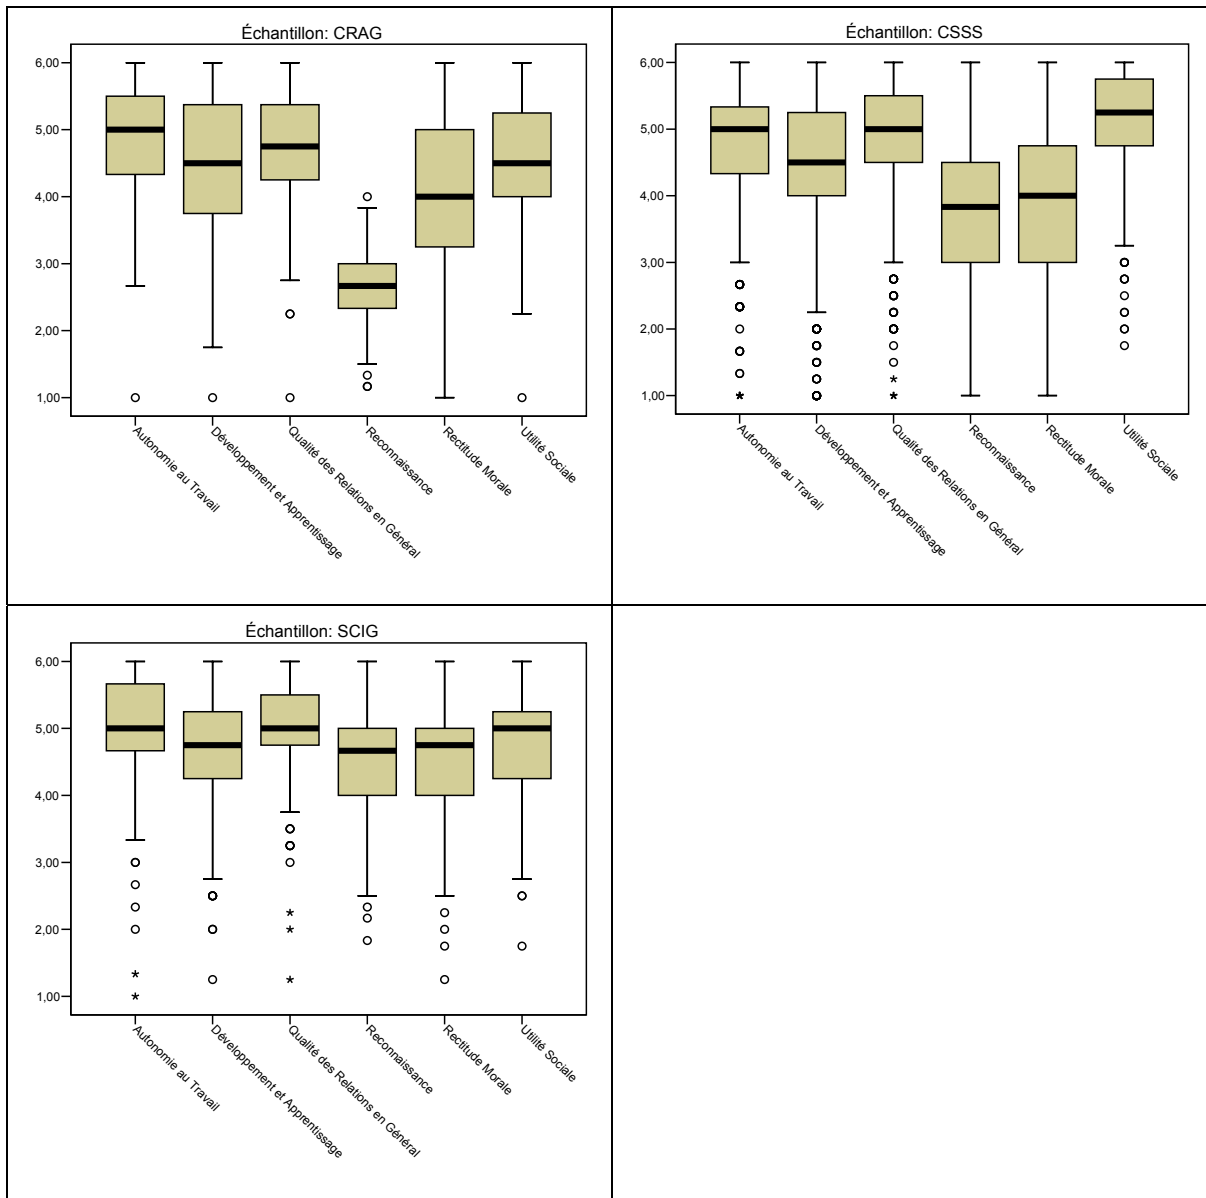 Échantillon: CRAG
6,00
5,00
4,00
3,00
2,00
1,00
Autonomie au Travail
Développement et Apprentissage
Qualité des Relations en Général
Reconnaissance
Rectitude Morale
Utilité Sociale
Échantillon: CSSS
6,00
5,00
4,00
3,00
2,00
1,00
Autonomie au Travail
Développement et Apprentissage
Qualité des Relations en Général
Reconnaissance
Rectitude Morale
Utilité Sociale
Échantillon: SCIG
6,00
5,00
4,00
3,00
2,00
1,00
Autonomie au Travail
Développement et Apprentissage
Qualité des Relations en Général
Reconnaissance
Rectitude Morale
Utilité Sociale